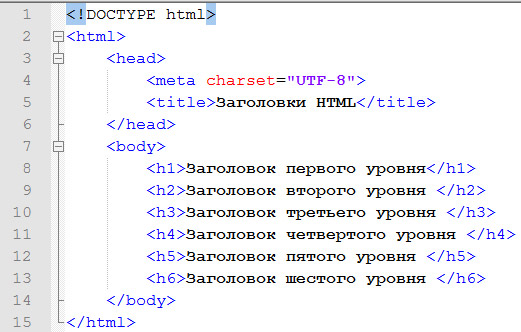 1 <!DOCTYPE html>
2 <html>
3 <head>
4 <meta charset="UTF-8">
5 <title>Заголовки HTML</title>
6 </head>
7 <body>
8 <h1>Заголовок первого уровня</h1>
9 <h2>Заголовок второго уровня </h2>
10 <h3>Заголовок третьего уровня </h3>
11 <h4>Заголовок четвертого уровня </h4>
12 <h5>Заголовок пятого уровня </h5>
13 <h6>Заголовок шестого уровня </h6>
14 </body>
15 </html>